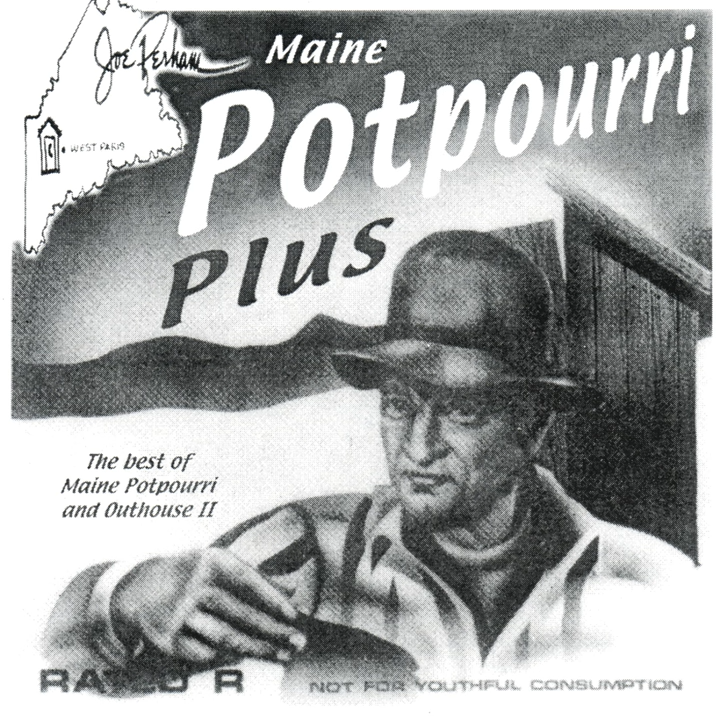 Joe Perham
WEST PARIS
Maine
Potpourri
Plus
The best of
Maine Potpourri
and Outhouse II
RATED R
NOT FOR YOUTHFUL CONSUMPTION